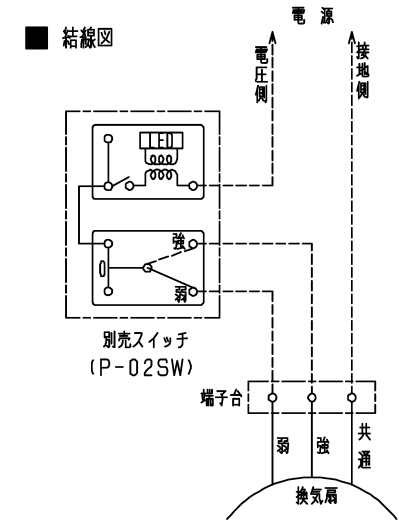 ■ 結線図
電 源
電圧側
接地側
LED
強
弱
別売スイッチ
(P-02SW)
端子台
弱
強
共通
換気扇